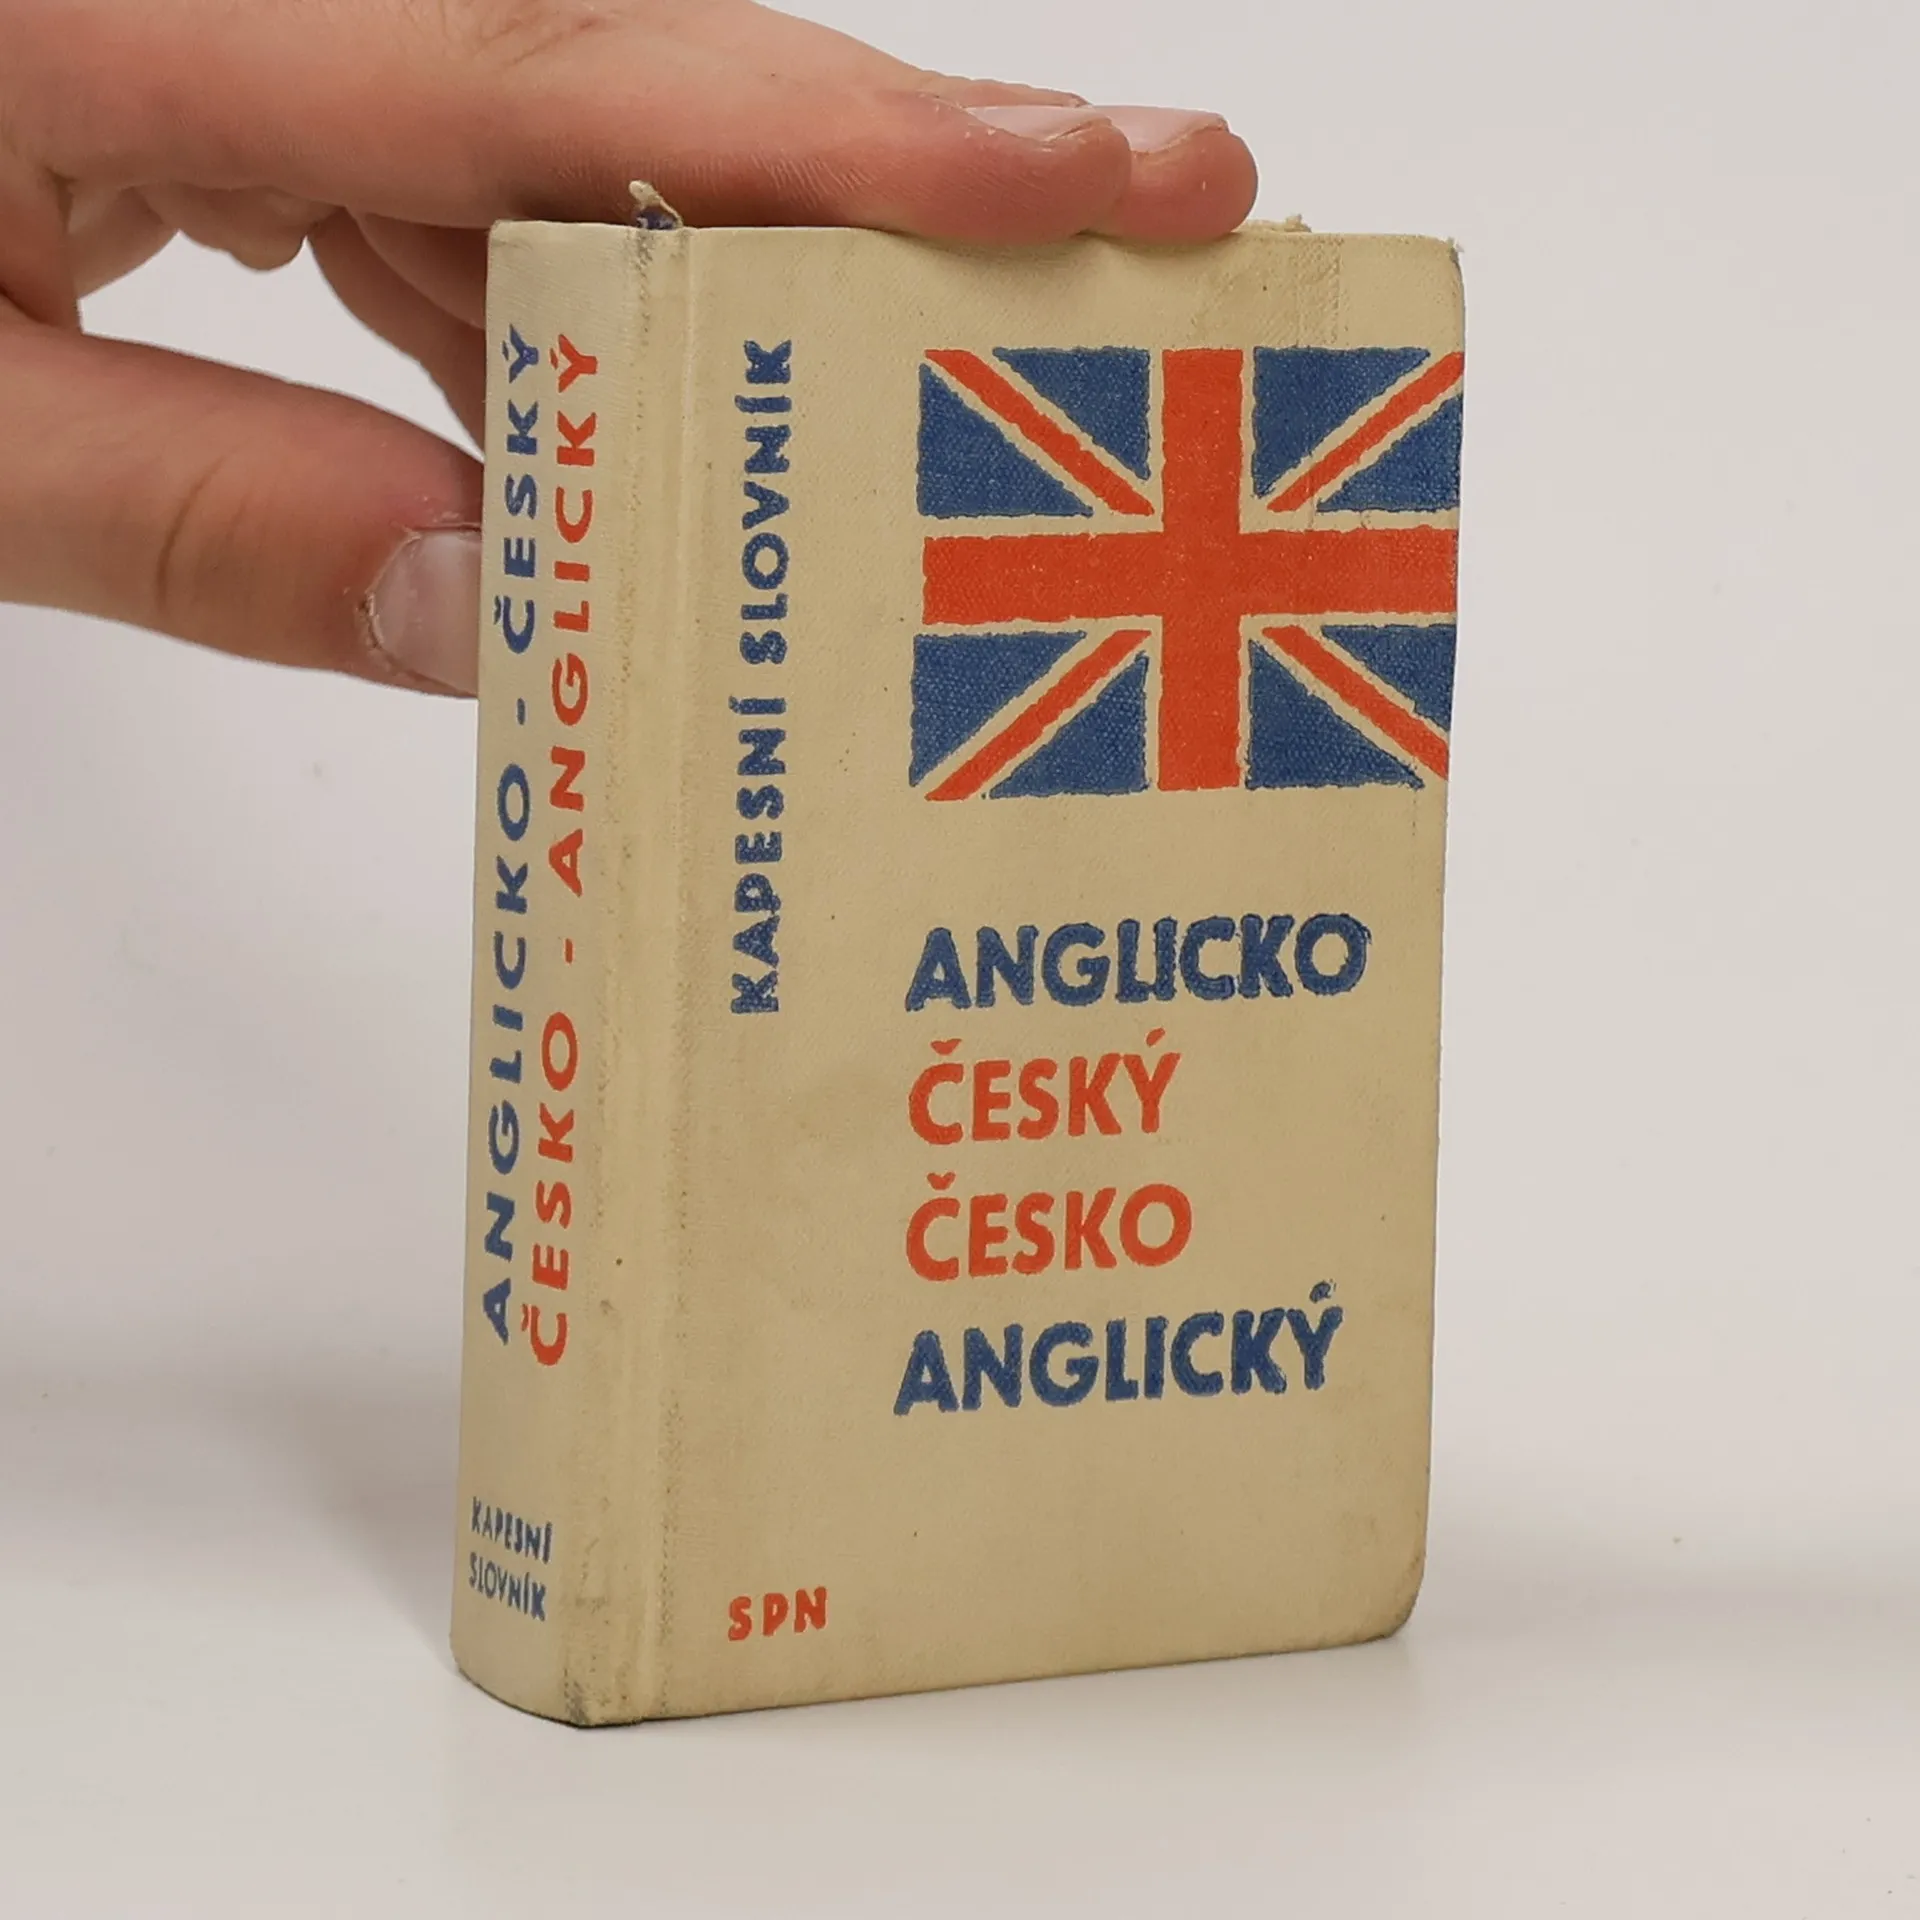 ANGLICKO - ČESKÝ
ČESKO - ANGLICKÝ
KAPESNÍ
SLOVNÍK
KAPESNÍ SLOVNÍK
ANGLICKO
ČESKÝ
ČESKO
ANGLICKÝ
SPN